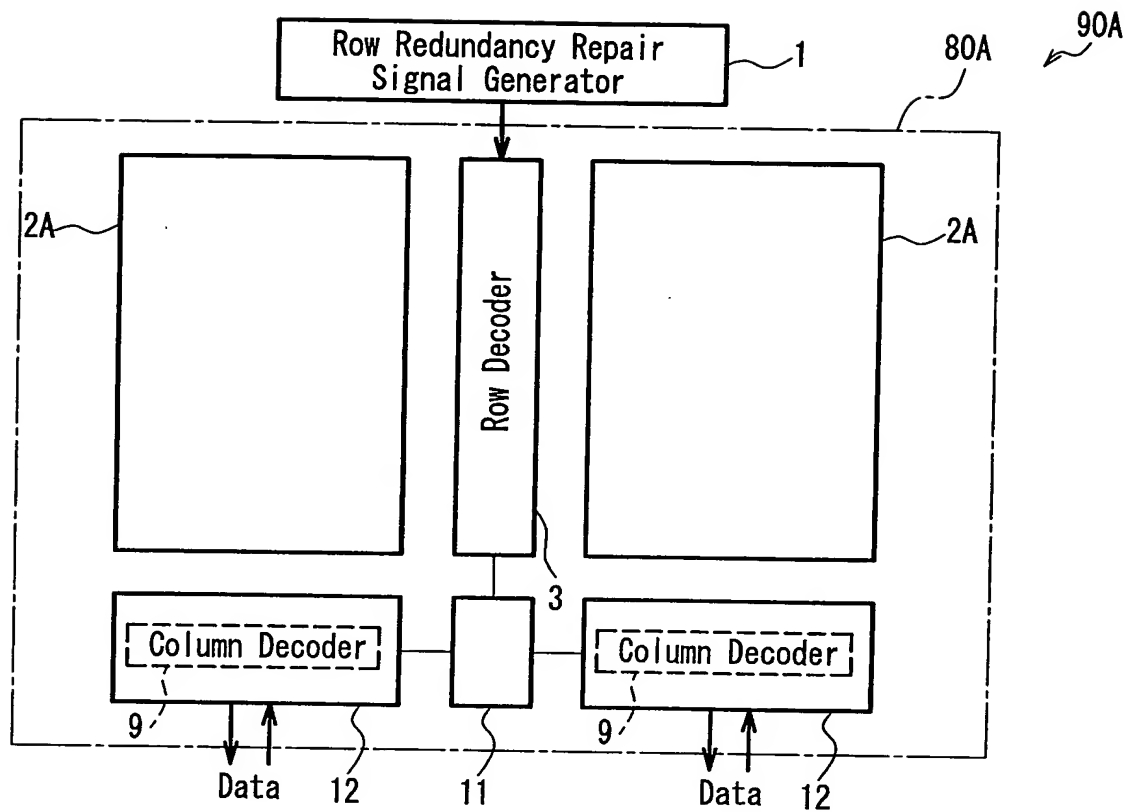 90A
80A
Row Redundancy Repair
Signal Generator
1
2A
2A
Row Decoder
3
Column Decoder
Column Decoder
9
12
11
9
12
Data
Data